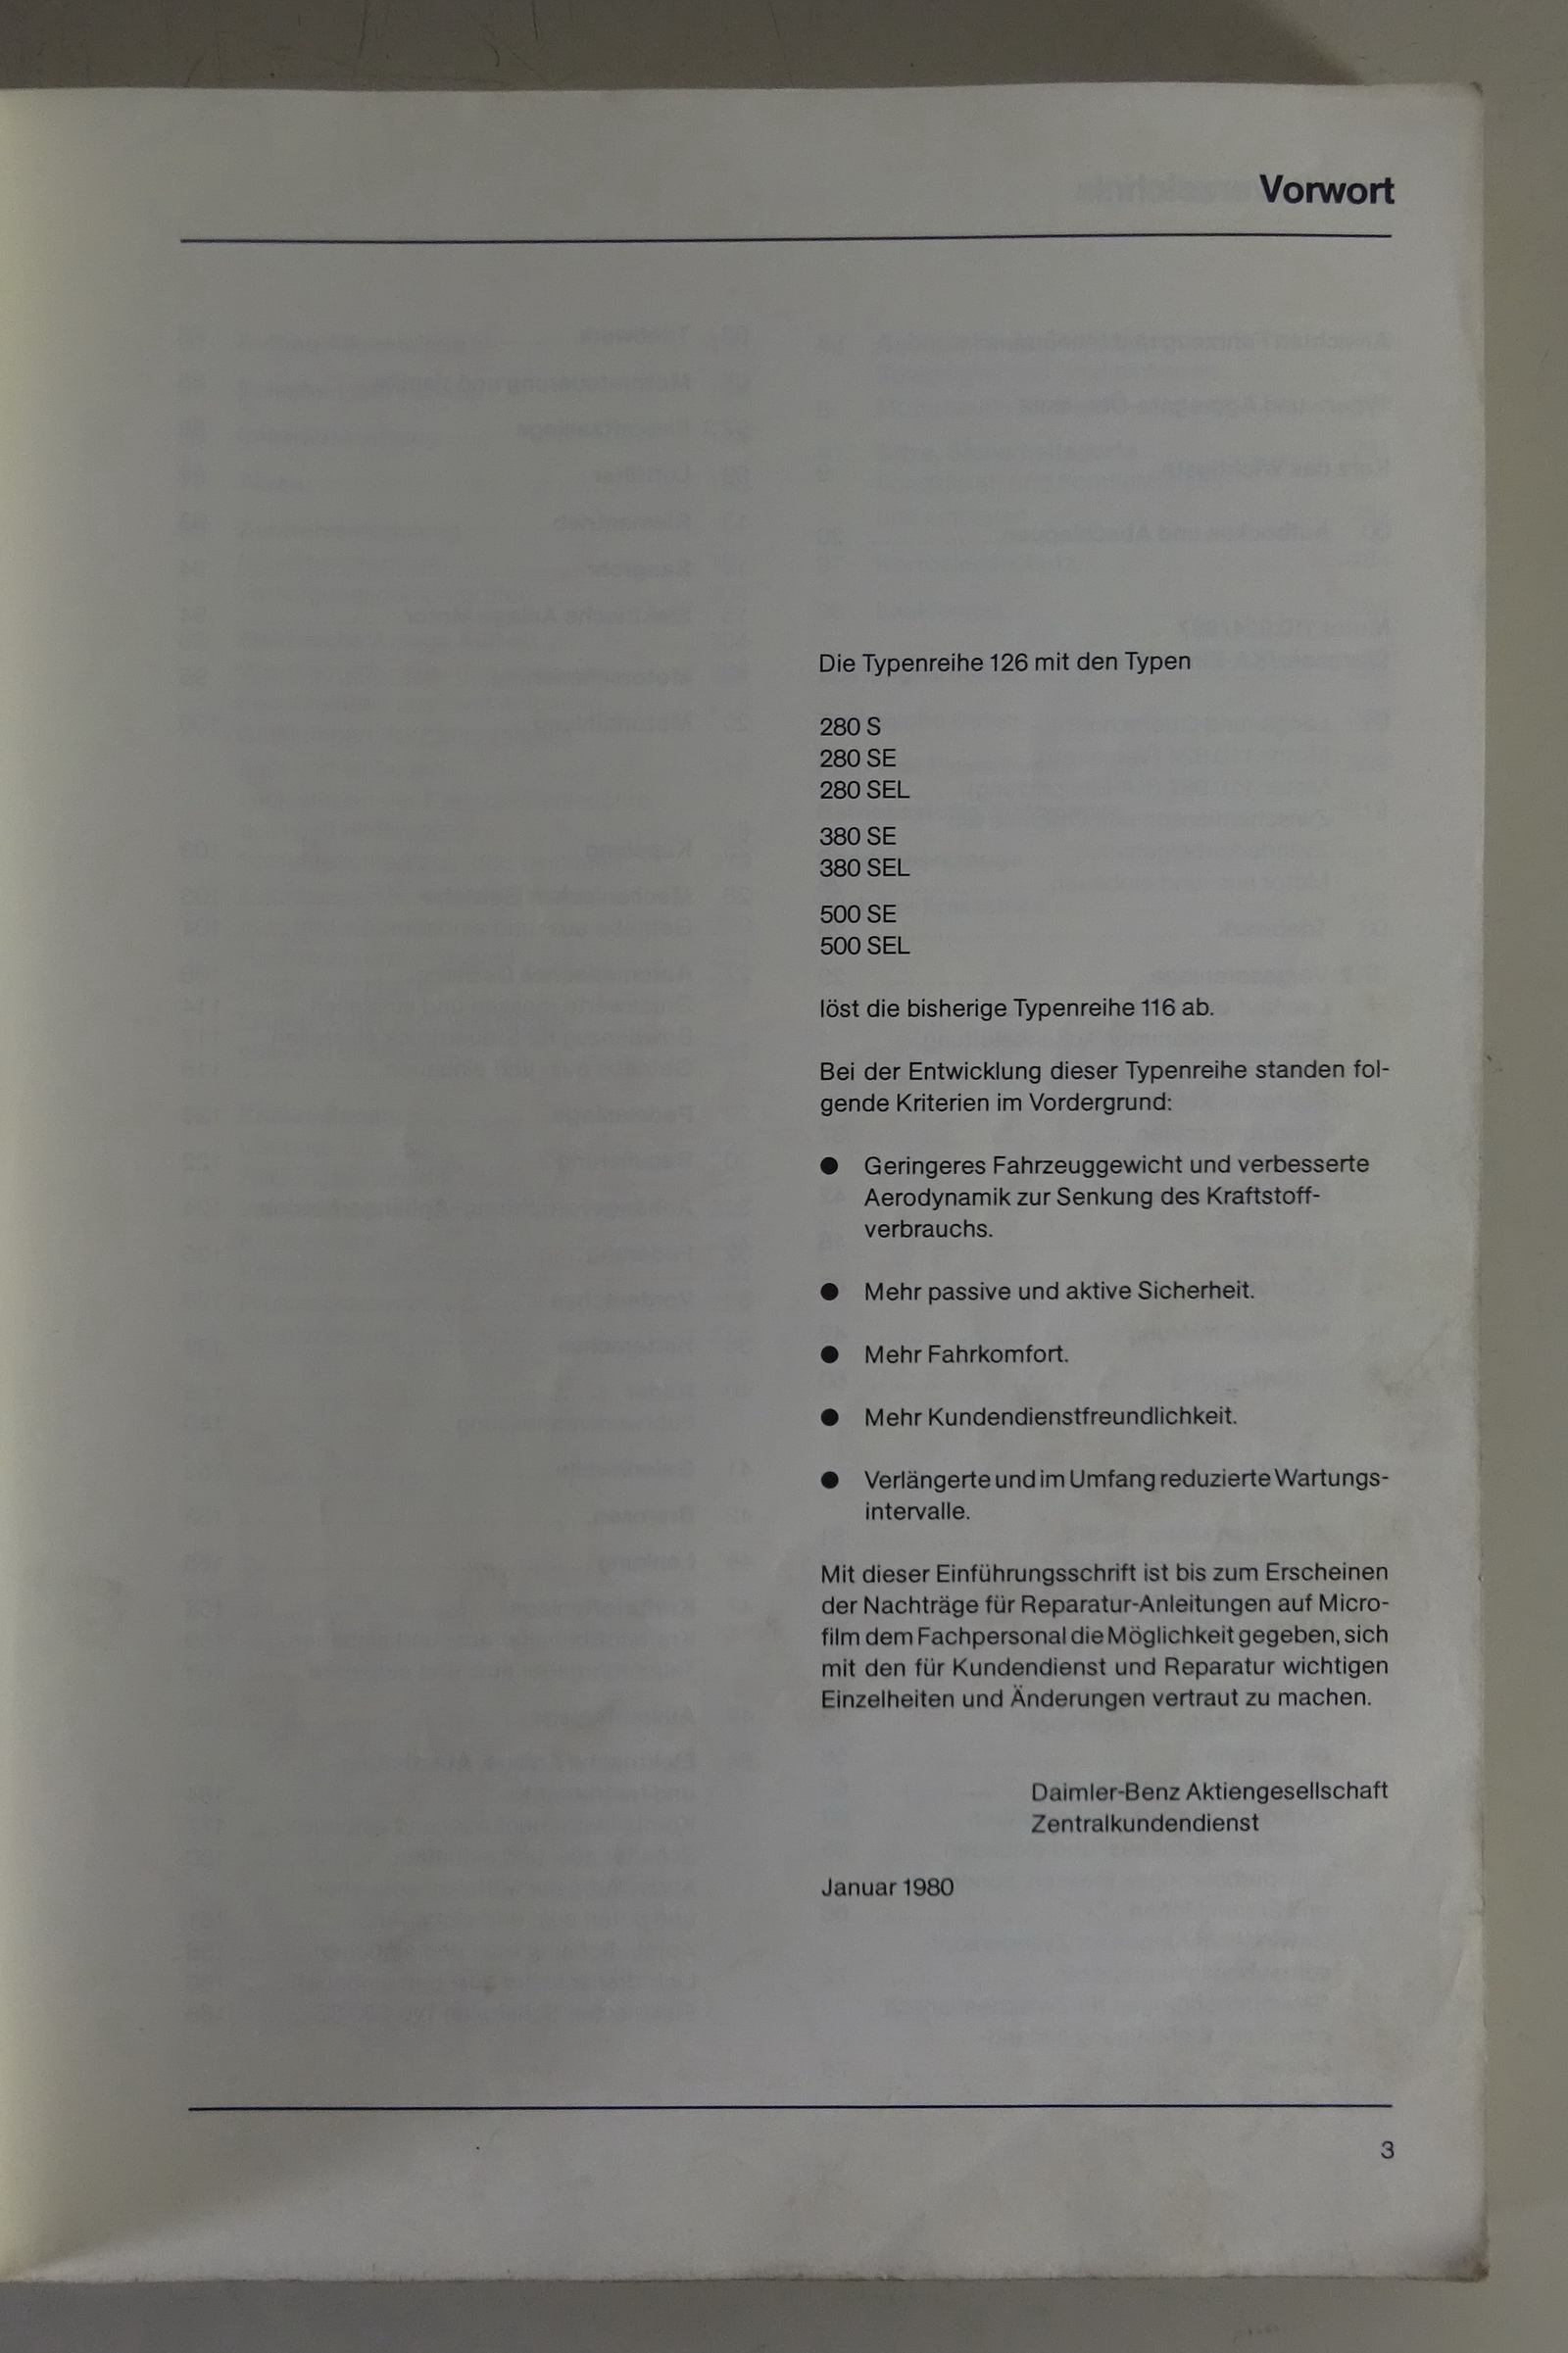 Vorwort
Die Typenreihe 126 mit den Typen
280 S
280 SE
280 SEL
380 SE
380 SEL
500 SE
500 SEL
löst die bisherige Typenreihe 116 ab.
Bei der Entwicklung dieser Typenreihe standen fol-
gende Kriterien im Vordergrund:
● Geringeres Fahrzeuggewicht und verbesserte
Aerodynamik zur Senkung des Kraftstoff-
verbrauchs.
● Mehr passive und aktive Sicherheit.
● Mehr Fahrkomfort.
● Mehr Kundendienstfreundlichkeit.
● Verlängerte und im Umfang reduzierte Wartungs-
intervalle.
Mit dieser Einführungsschrift ist bis zum Erscheinen
der Nachträge für Reparatur-Anleitungen auf Micro-
film dem Fachpersonal die Möglichkeit gegeben, sich
mit den für Kundendienst und Reparatur wichtigen
Einzelheiten und Änderungen vertraut zu machen.
Daimler-Benz Aktiengesellschaft
Zentralkundendienst
Januar 1980
3